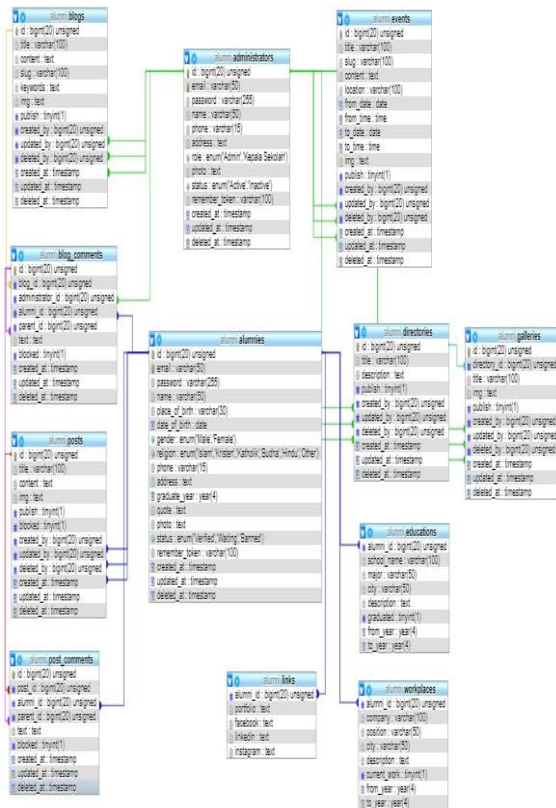 alumni blogs
id : bigint(20) unsigned
title : varchar(100)
content : text
slug : varchar(100)
keywords : text
img : text
publish : tinyint(1)
created_by : bigint(20) unsigned
updated_by : bigint(20) unsigned
deleted_by : bigint(20) unsigned
created_at : timestamp
updated_at : timestamp
deleted_at : timestamp
alumni administrators
id : bigint(20) unsigned
email : varchar(50)
password : varchar(255)
name : varchar(50)
phone : varchar(15)
address : text
role : enum('Admin','Kepala Sekolah')
photo : text
status : enum('Active','Inactive')
remember_token : varchar(100)
created_at : timestamp
updated_at : timestamp
deleted_at : timestamp
alumni events
id : bigint(20) unsigned
title : varchar(100)
slug : varchar(100)
content : text
location : varchar(100)
from_date : date
from_time : time
to_date : date
to_time : time
img : text
publish : tinyint(1)
created_by : bigint(20) unsigned
updated_by : bigint(20) unsigned
deleted_by : bigint(20) unsigned
created_at : timestamp
updated_at : timestamp
deleted_at : timestamp
alumni blog_comments
id : bigint(20) unsigned
blog_id : bigint(20) unsigned
administrator_id : bigint(20) unsigned
alumni_id : bigint(20) unsigned
parent_id : bigint(20) unsigned
text : text
blocked : tinyint(1)
created_at : timestamp
updated_at : timestamp
deleted_at : timestamp
alumni alumnies
id : bigint(20) unsigned
email : varchar(50)
password : varchar(255)
name : varchar(50)
place_of_birth : varchar(30)
date_of_birth : date
gender : enum('Male','Female')
religion : enum('Islam','Kristen','Katholik','Budha','Hindu','Other')
phone : varchar(15)
address : text
graduate_year : year(4)
quote : text
photo : text
status : enum('Verified','Waiting','Banned')
remember_token : varchar(100)
created_at : timestamp
updated_at : timestamp
deleted_at : timestamp
alumni directories
id : bigint(20) unsigned
title : varchar(100)
description : text
publish : tinyint(1)
created_by : bigint(20) unsigned
updated_by : bigint(20) unsigned
deleted_by : bigint(20) unsigned
created_at : timestamp
updated_at : timestamp
deleted_at : timestamp
alumni galleries
id : bigint(20) unsigned
directory_id : bigint(20) unsigned
title : varchar(100)
img : text
publish : tinyint(1)
created_by : bigint(20) unsigned
updated_by : bigint(20) unsigned
deleted_by : bigint(20) unsigned
created_at : timestamp
updated_at : timestamp
deleted_at : timestamp
alumni posts
id : bigint(20) unsigned
title : varchar(100)
content : text
img : text
publish : tinyint(1)
blocked : tinyint(1)
created_by : bigint(20) unsigned
updated_by : bigint(20) unsigned
deleted_by : bigint(20) unsigned
created_at : timestamp
updated_at : timestamp
deleted_at : timestamp
alumni educations
alumni_id : bigint(20) unsigned
school_name : varchar(100)
major : varchar(50)
city : varchar(50)
description : text
graduated : tinyint(1)
from_year : year(4)
to_year : year(4)
alumni post_comments
id : bigint(20) unsigned
post_id : bigint(20) unsigned
alumni_id : bigint(20) unsigned
parent_id : bigint(20) unsigned
text : text
blocked : tinyint(1)
created_at : timestamp
updated_at : timestamp
deleted_at : timestamp
alumni links
alumni_id : bigint(20) unsigned
portfolio : text
facebook : text
linkedin : text
instagram : text
alumni workplaces
alumni_id : bigint(20) unsigned
company : varchar(100)
position : varchar(50)
city : varchar(50)
description : text
current_work : tinyint(1)
from_year : year(4)
to_year : year(4)